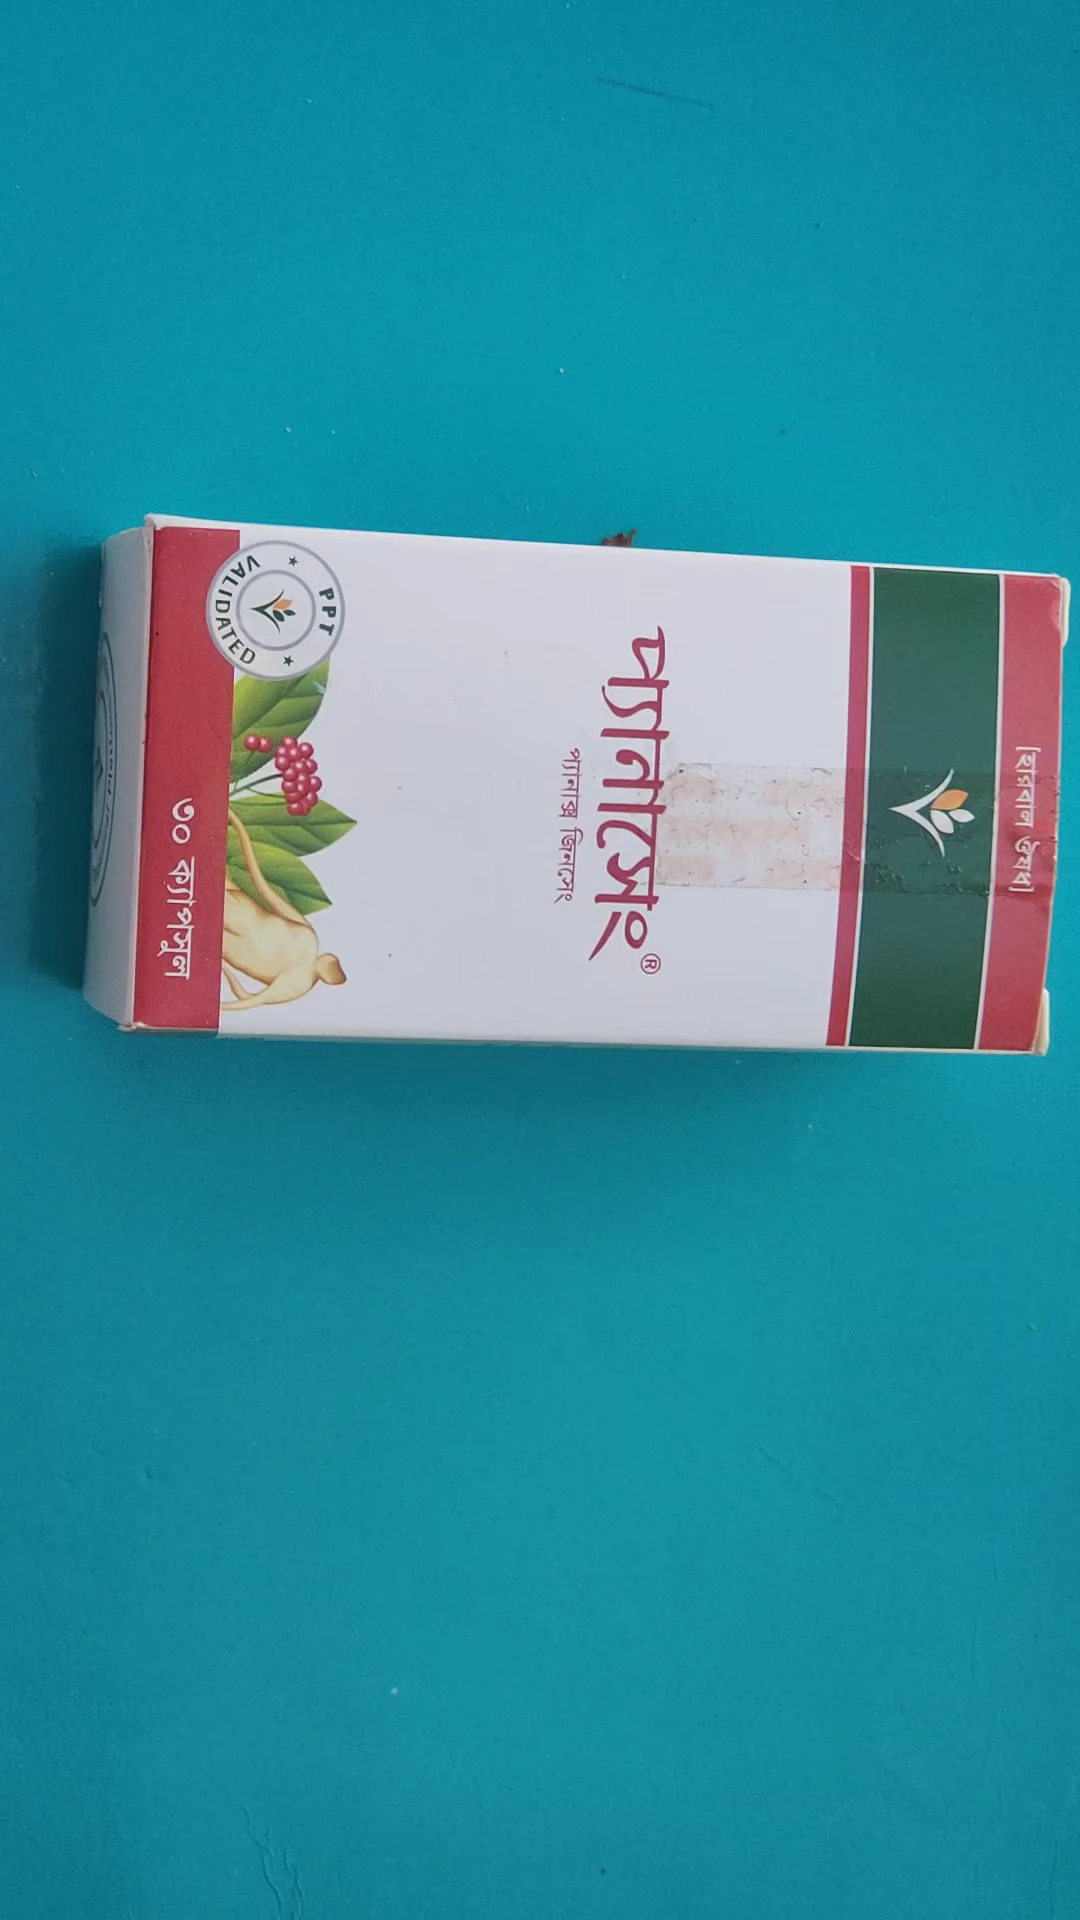 [হারবাল ঔষধ]
প্যানাসেং®
প্যানাক্স জিনসেং
PPT
VALIDATED
৩০ ক্যাপসুল